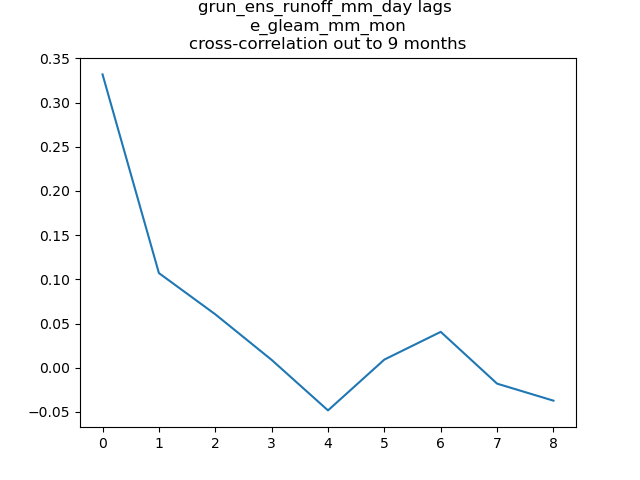 grun_ens_runoff_mm_day lags
e_gleam_mm_mon
cross-correlation out to 9 months
0.35
0.30
0.25
0.20
0.15
0.10
0.05
0.00
−0.05
0 1 2 3 4 5 6 7 8